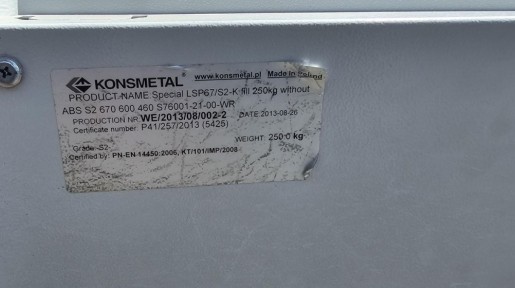 KONSMETAL www.konsmetal.pl Made in Poland
PRODUCT NAME Special LSP67/S2-K fill 250kg without
ABS S2 670 600 460 S76001-21-00-WR
PRODUCTION NR WE/2013/08/002-2 DATE:2013-08-26
Certificate number P41/257/2013 (5425)
WEIGHT: 250.0 kg
Grade: S2
Certified by: PN-EN-14450:2006, KT/101/IMP/2008